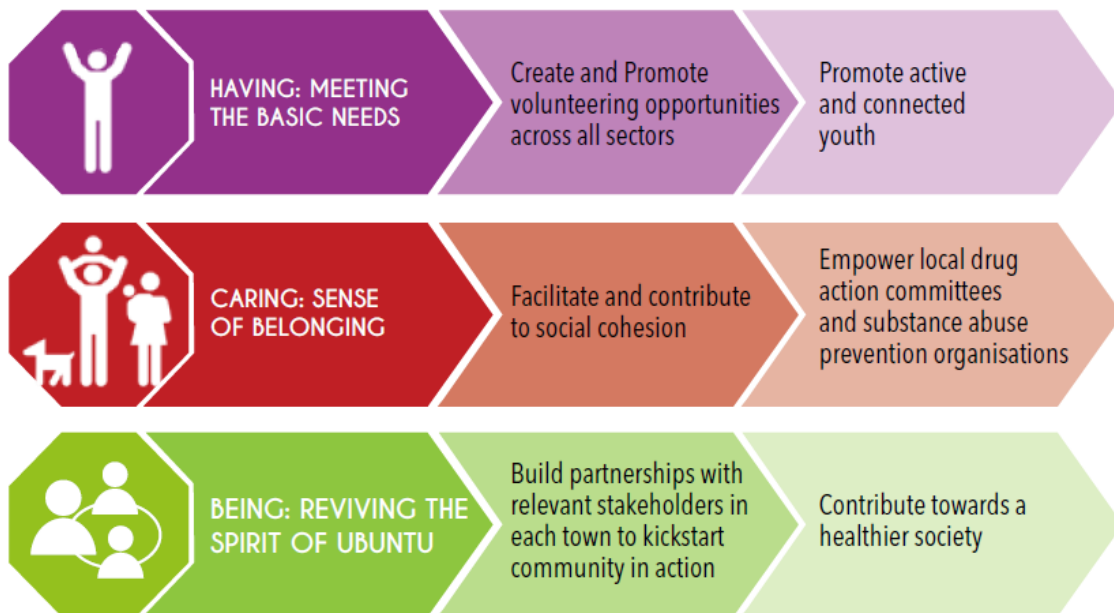 HAVING: MEETING
THE BASIC NEEDS
Create and Promote
volunteering opportunities
across all sectors
Promote active
and connected
youth
CARING: SENSE
OF BELONGING
Facilitate and contribute
to social cohesion
Empower local drug
action committees
and substance abuse
prevention organisations
BEING: REVIVING THE
SPIRIT OF UBUNTU
Build partnerships with
relevant stakeholders in
each town to kickstart
community in action
Contribute towards a
healthier society